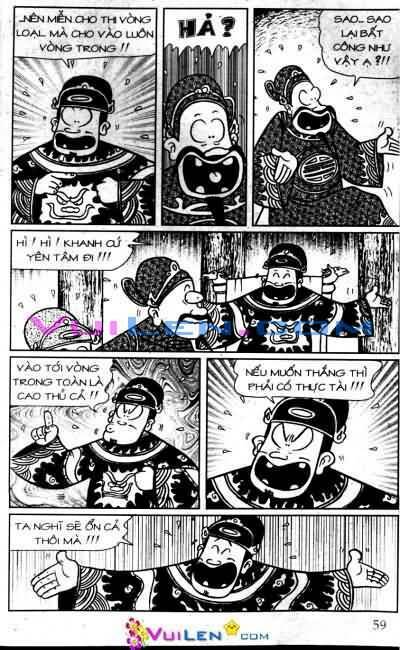 ..NÊN MIỄN CHO THI VÒNG
LOẠI.. MÀ CHO VÀO LUÔN
VÒNG TRONG !!
HẢ?
SAO... SAO
LẠI BẤT
CÔNG NHƯ
VẬY Ạ ?!!
HÌ ! HÌ ! KHANH CỨ
YÊN TÂM ĐI !!!
VUILEN.COM
VÀO TỚI VÒNG
TRONG TOÀN LÀ
CAO THỦ CẢ !!
NẾU MUỐN THẮNG THÌ
PHẢI CÓ THỰC TÀI !!!
TA NGHĨ SẼ ỔN CẢ
THÔI MÀ !!!
59
VUILEN.COM